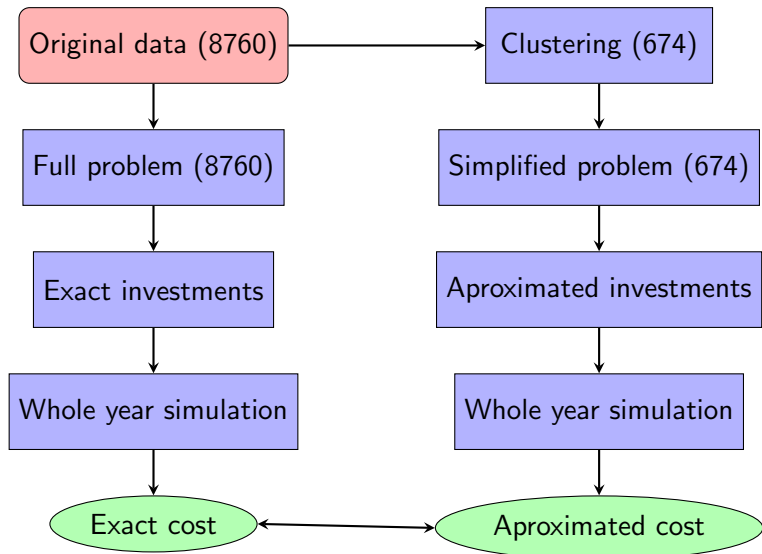 Original data (8760)
Clustering (674)
Full problem (8760)
Simplified problem (674)
Exact investments
Aproximated investments
Whole year simulation
Whole year simulation
Exact cost
Aproximated cost